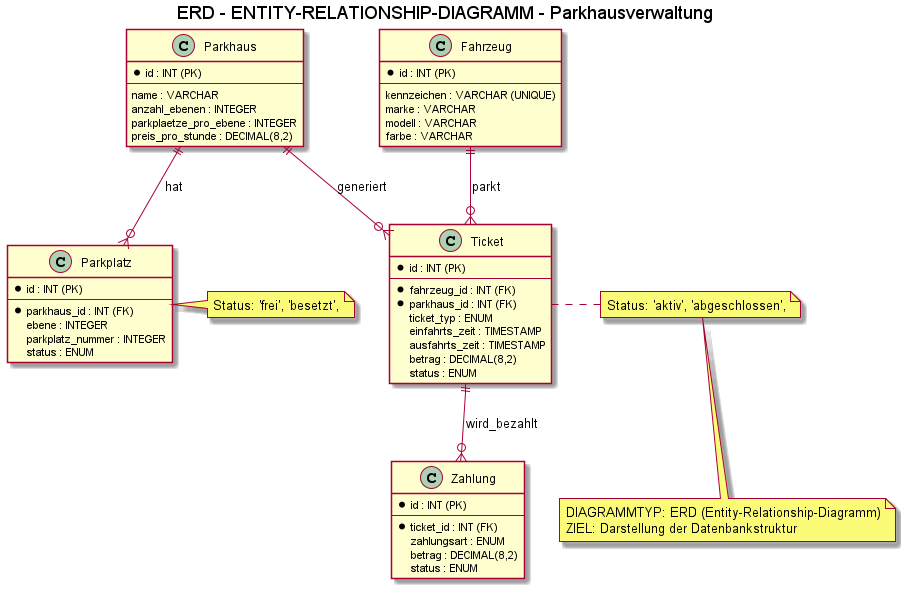 ERD - ENTITY-RELATIONSHIP-DIAGRAMM - Parkhausverwaltung
C Parkhaus
id : INT (PK)
name : VARCHAR
anzahl_ebenen : INTEGER
parkplaetze_pro_ebene : INTEGER
preis_pro_stunde : DECIMAL(8,2)
C Fahrzeug
id : INT (PK)
kennzeichen : VARCHAR (UNIQUE)
marke : VARCHAR
modell : VARCHAR
farbe : VARCHAR
hat
generiert
parkt
C Parkplatz
id : INT (PK)
parkhaus_id : INT (FK)
ebene : INTEGER
parkplatz_nummer : INTEGER
status : ENUM
Status: 'frei', 'besetzt',
C Ticket
id : INT (PK)
fahrzeug_id : INT (FK)
parkhaus_id : INT (FK)
ticket_typ : ENUM
einfahrts_zeit : TIMESTAMP
ausfahrts_zeit : TIMESTAMP
betrag : DECIMAL(8,2)
status : ENUM
Status: 'aktiv', 'abgeschlossen',
wird_bezahlt
C Zahlung
id : INT (PK)
ticket_id : INT (FK)
zahlungsart : ENUM
betrag : DECIMAL(8,2)
status : ENUM
DIAGRAMMTYP: ERD (Entity-Relationship-Diagramm)
ZIEL: Darstellung der Datenbankstruktur